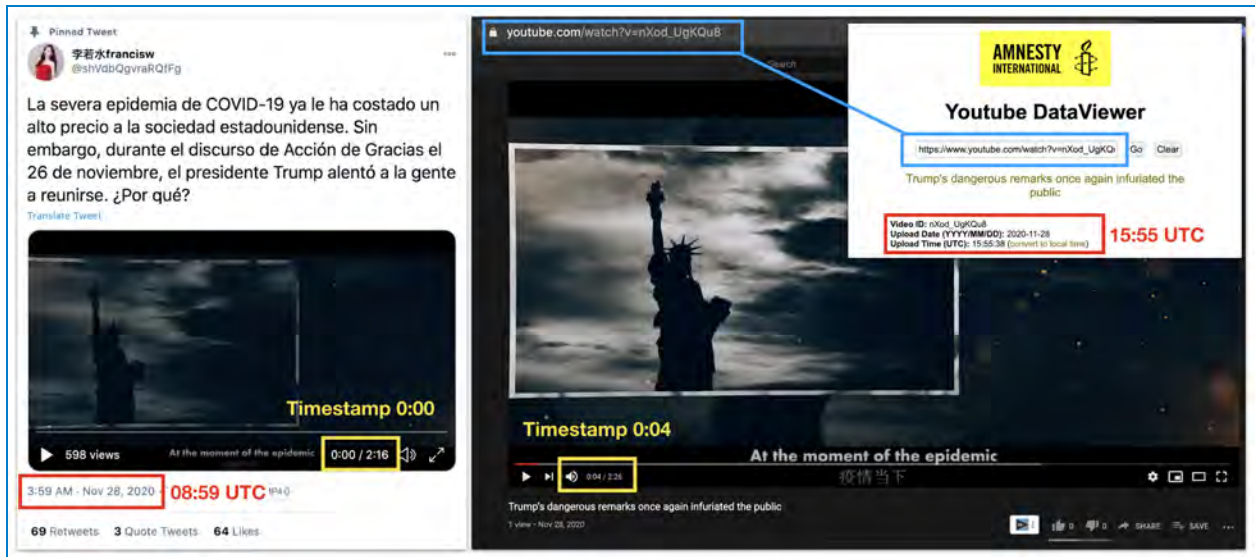 Pinned Tweet
李若水francisw
@shVdbQgvraRQfFg
La severa epidemia de COVID-19 ya le ha costado un
alto precio a la sociedad estadounidense. Sin
embargo, durante el discurso de Acción de Gracias el
26 de noviembre, el presidente Trump alentó a la gente
a reunirse. ¿Por qué?
Translate Tweet
Timestamp 0:00
598 views
At the moment of the epidemic
0:00 / 2:16
3:59 AM · Nov 28, 2020
08:59 UTC
69 Retweets 3 Quote Tweets 64 Likes
youtube.com/watch?v=nXod_UgKQu8
Search
AMNESTY
INTERNATIONAL
Youtube DataViewer
https://www.youtube.com/watch?v=nXod_UgKQu Go Clear
Trump's dangerous remarks once again infuriated the
public
Video ID: nXod_UgKQu8
Upload Date (YYYY/MM/DD): 2020-11-28
Upload Time (UTC): 15:55:38 (convert to local time)
15:55 UTC
Timestamp 0:04
At the moment of the epidemic
疫情当下
0:04 / 2:26
Trump's dangerous remarks once again infuriated the public
1 view · Nov 28, 2020
0 0 SHARE SAVE